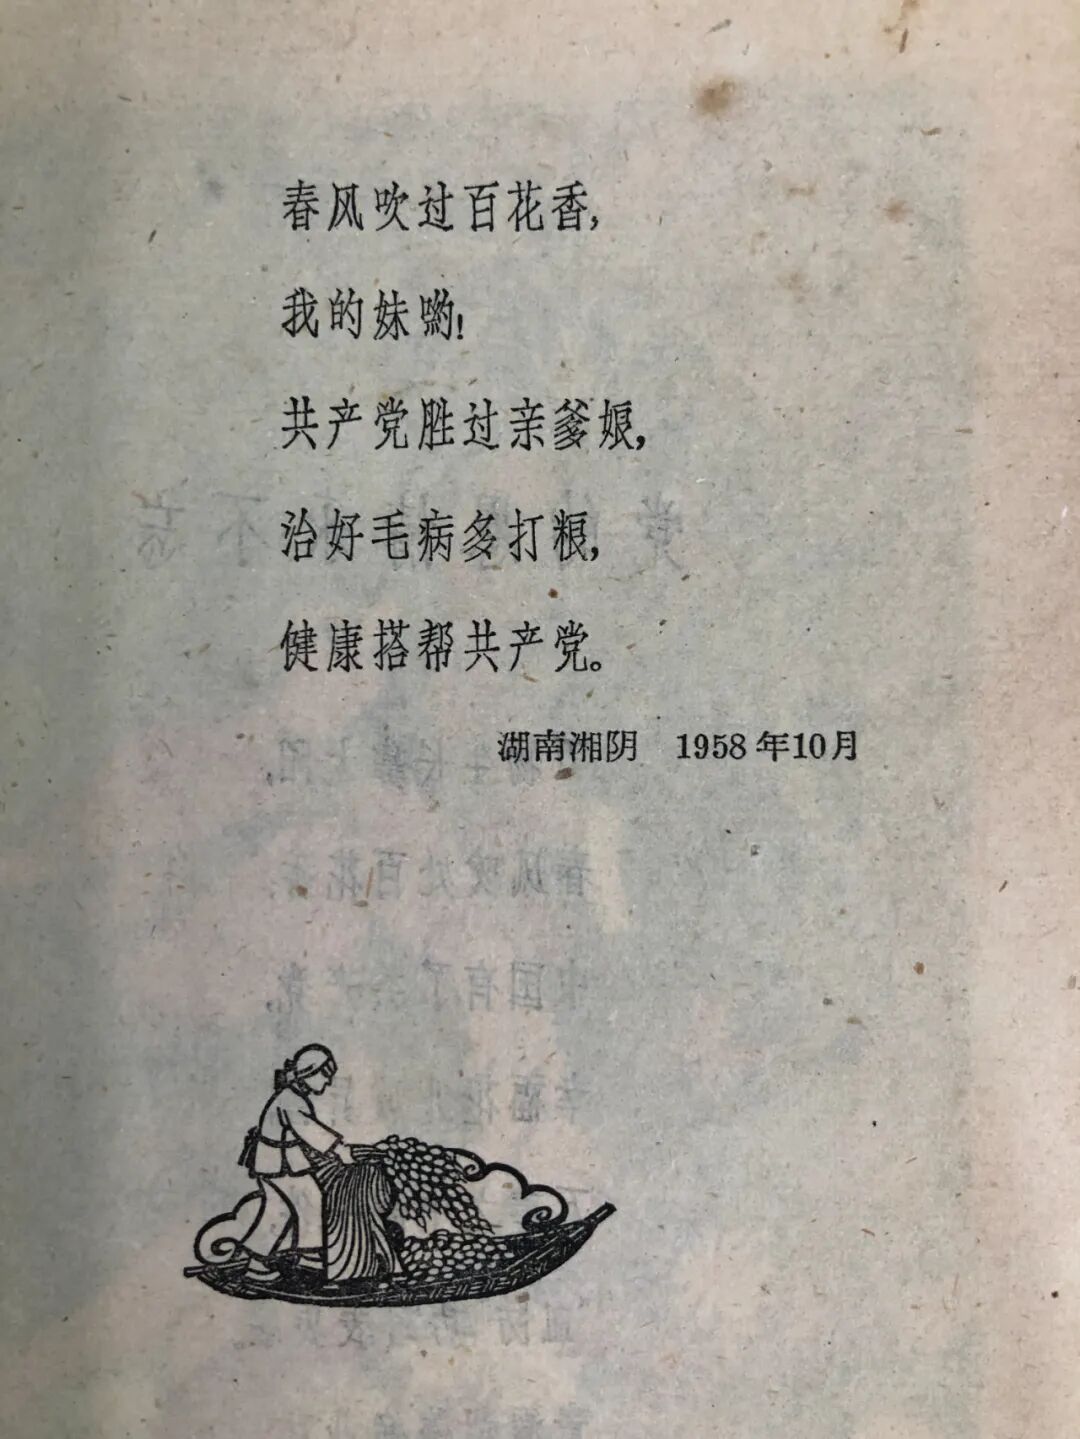 春风吹过百花香，
我的妹哟！
共产党胜过亲爹娘，
治好毛病多打粮，
健康搭帮共产党。
湖南湘阴　1958年10月